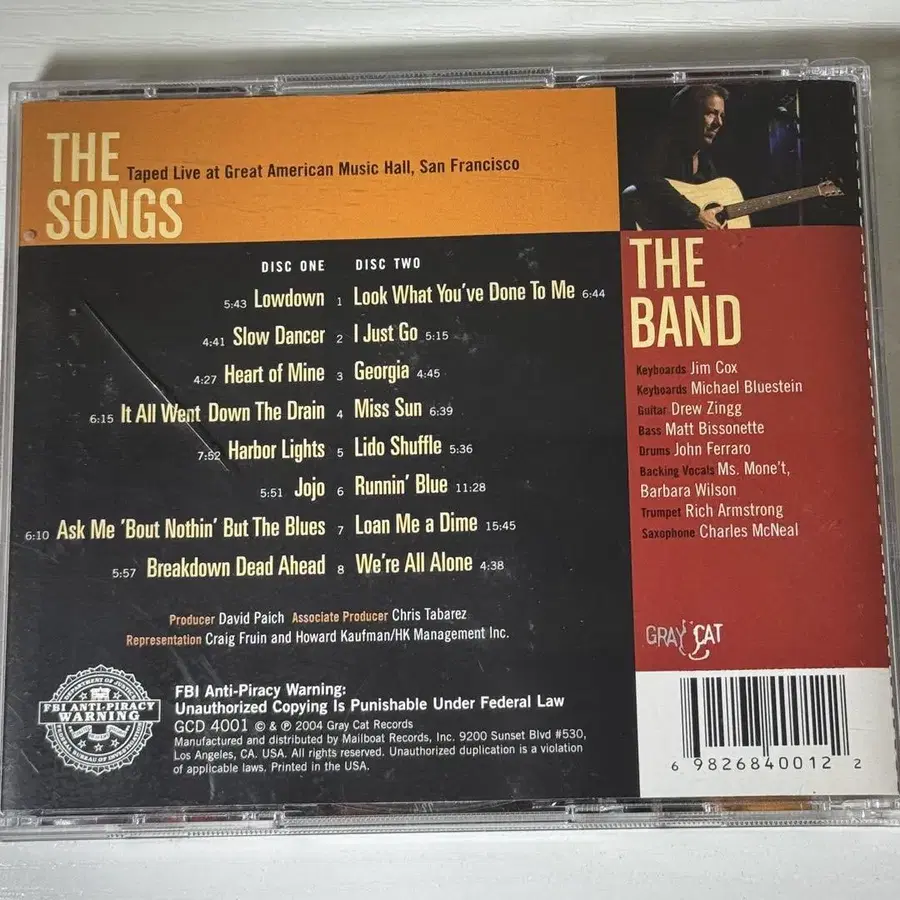 THE
SONGS
Taped Live at Great American Music Hall, San Francisco
DISC ONE DISC TWO
5:43 Lowdown 1 Look What You've Done To Me 6:44
4:41 Slow Dancer 2 I Just Go 5:15
4:27 Heart of Mine 3 Georgia 4:45
6:15 It All Went Down The Drain 4 Miss Sun 6:39
7:52 Harbor Lights 5 Lido Shuffle 5:36
5:51 Jojo 6 Runnin' Blue 11:28
6:10 Ask Me 'Bout Nothin' But The Blues 7 Loan Me a Dime 15:45
5:57 Breakdown Dead Ahead 8 We're All Alone 4:38
Producer David Paich Associate Producer Chris Tabarez
Representation Craig Fruin and Howard Kaufman/HK Management Inc.
DEPARTMENT OF JUSTICE
FBI ANTI-PIRACY
WARNING
FEDERAL BUREAU OF INVESTIGATION
FBI Anti-Piracy Warning:
Unauthorized Copying Is Punishable Under Federal Law
GCD 4001 © & ℗ 2004 Gray Cat Records
Manufactured and distributed by Mailboat Records, Inc. 9200 Sunset Blvd #530,
Los Angeles, CA. USA. All rights reserved. Unauthorized duplication is a violation
of applicable laws. Printed in the USA.
THE
BAND
Keyboards Jim Cox
Keyboards Michael Bluestein
Guitar Drew Zingg
Bass Matt Bissonette
Drums John Ferraro
Backing Vocals Ms. Mone't,
Barbara Wilson
Trumpet Rich Armstrong
Saxophone Charles McNeal
GRAY CAT
6 98268 40012 2